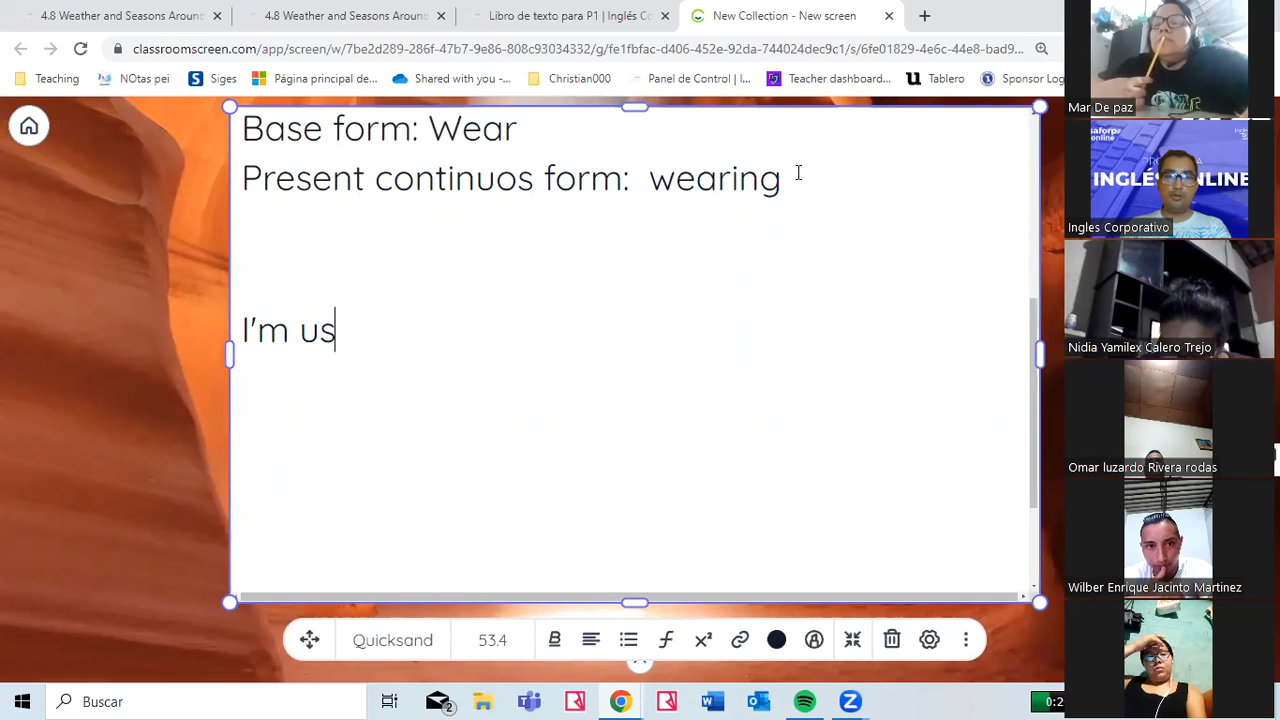 4.8 Weather and Seasons Around
4.8 Weather and Seasons Around
Libro de texto para P1 | Inglés Co
New Collection - New screen
classroomscreen.com/app/screen/w/7be2d289-286f-47b7-9e86-808c93034332/g/fe1fbfac-d406-452e-92da-744024dec9c1/s/6fe01829-4e6c-44e8-bad9...
Teaching
NOtas pei
Siges
Página principal de...
Shared with you -...
Christian000
Panel de Control | I...
Teacher dashboard...
Tablero
Sponsor Log
Base form: Wear
Present continuos form: wearing
I'm us
Quicksand
53.4
Buscar
2
Mar De paz
INGLÉS ONLINE
Ingles Corporativo
Nidia Yamilex Calero Trejo
Omar luzardo Rivera rodas
Wilber Enrique Jacinto Martinez